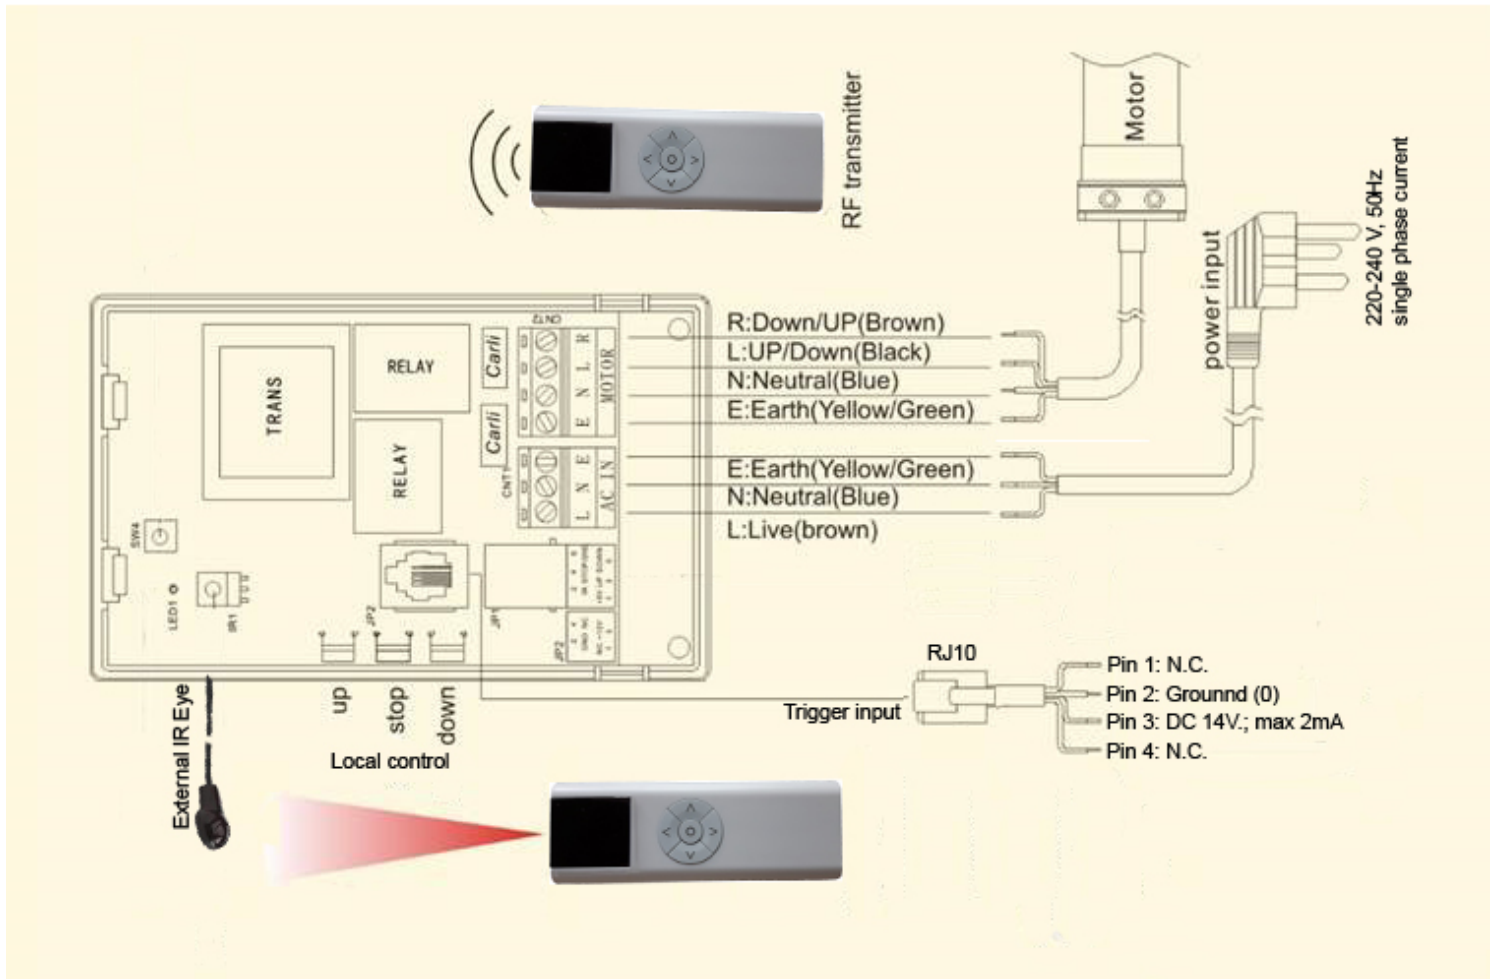 RF transmitter
Motor
power input
220-240 V, 50Hz
single phase current
CNT2
R
L
N
E
MOTOR
Carli
Carli
TRANS
RELAY
RELAY
R:Down/UP(Brown)
L:UP/Down(Black)
N:Neutral(Blue)
E:Earth(Yellow/Green)
CNT1
E
N
L
AC IN
E:Earth(Yellow/Green)
N:Neutral(Blue)
L:Live(brown)
SW4
LED1
IR1
JP2
JP1
JP2
up
stop
down
Local control
External IR Eye
Trigger input
RJ10
Pin 1: N.C.
Pin 2: Grounnd (0)
Pin 3: DC 14V.; max 2mA
Pin 4: N.C.